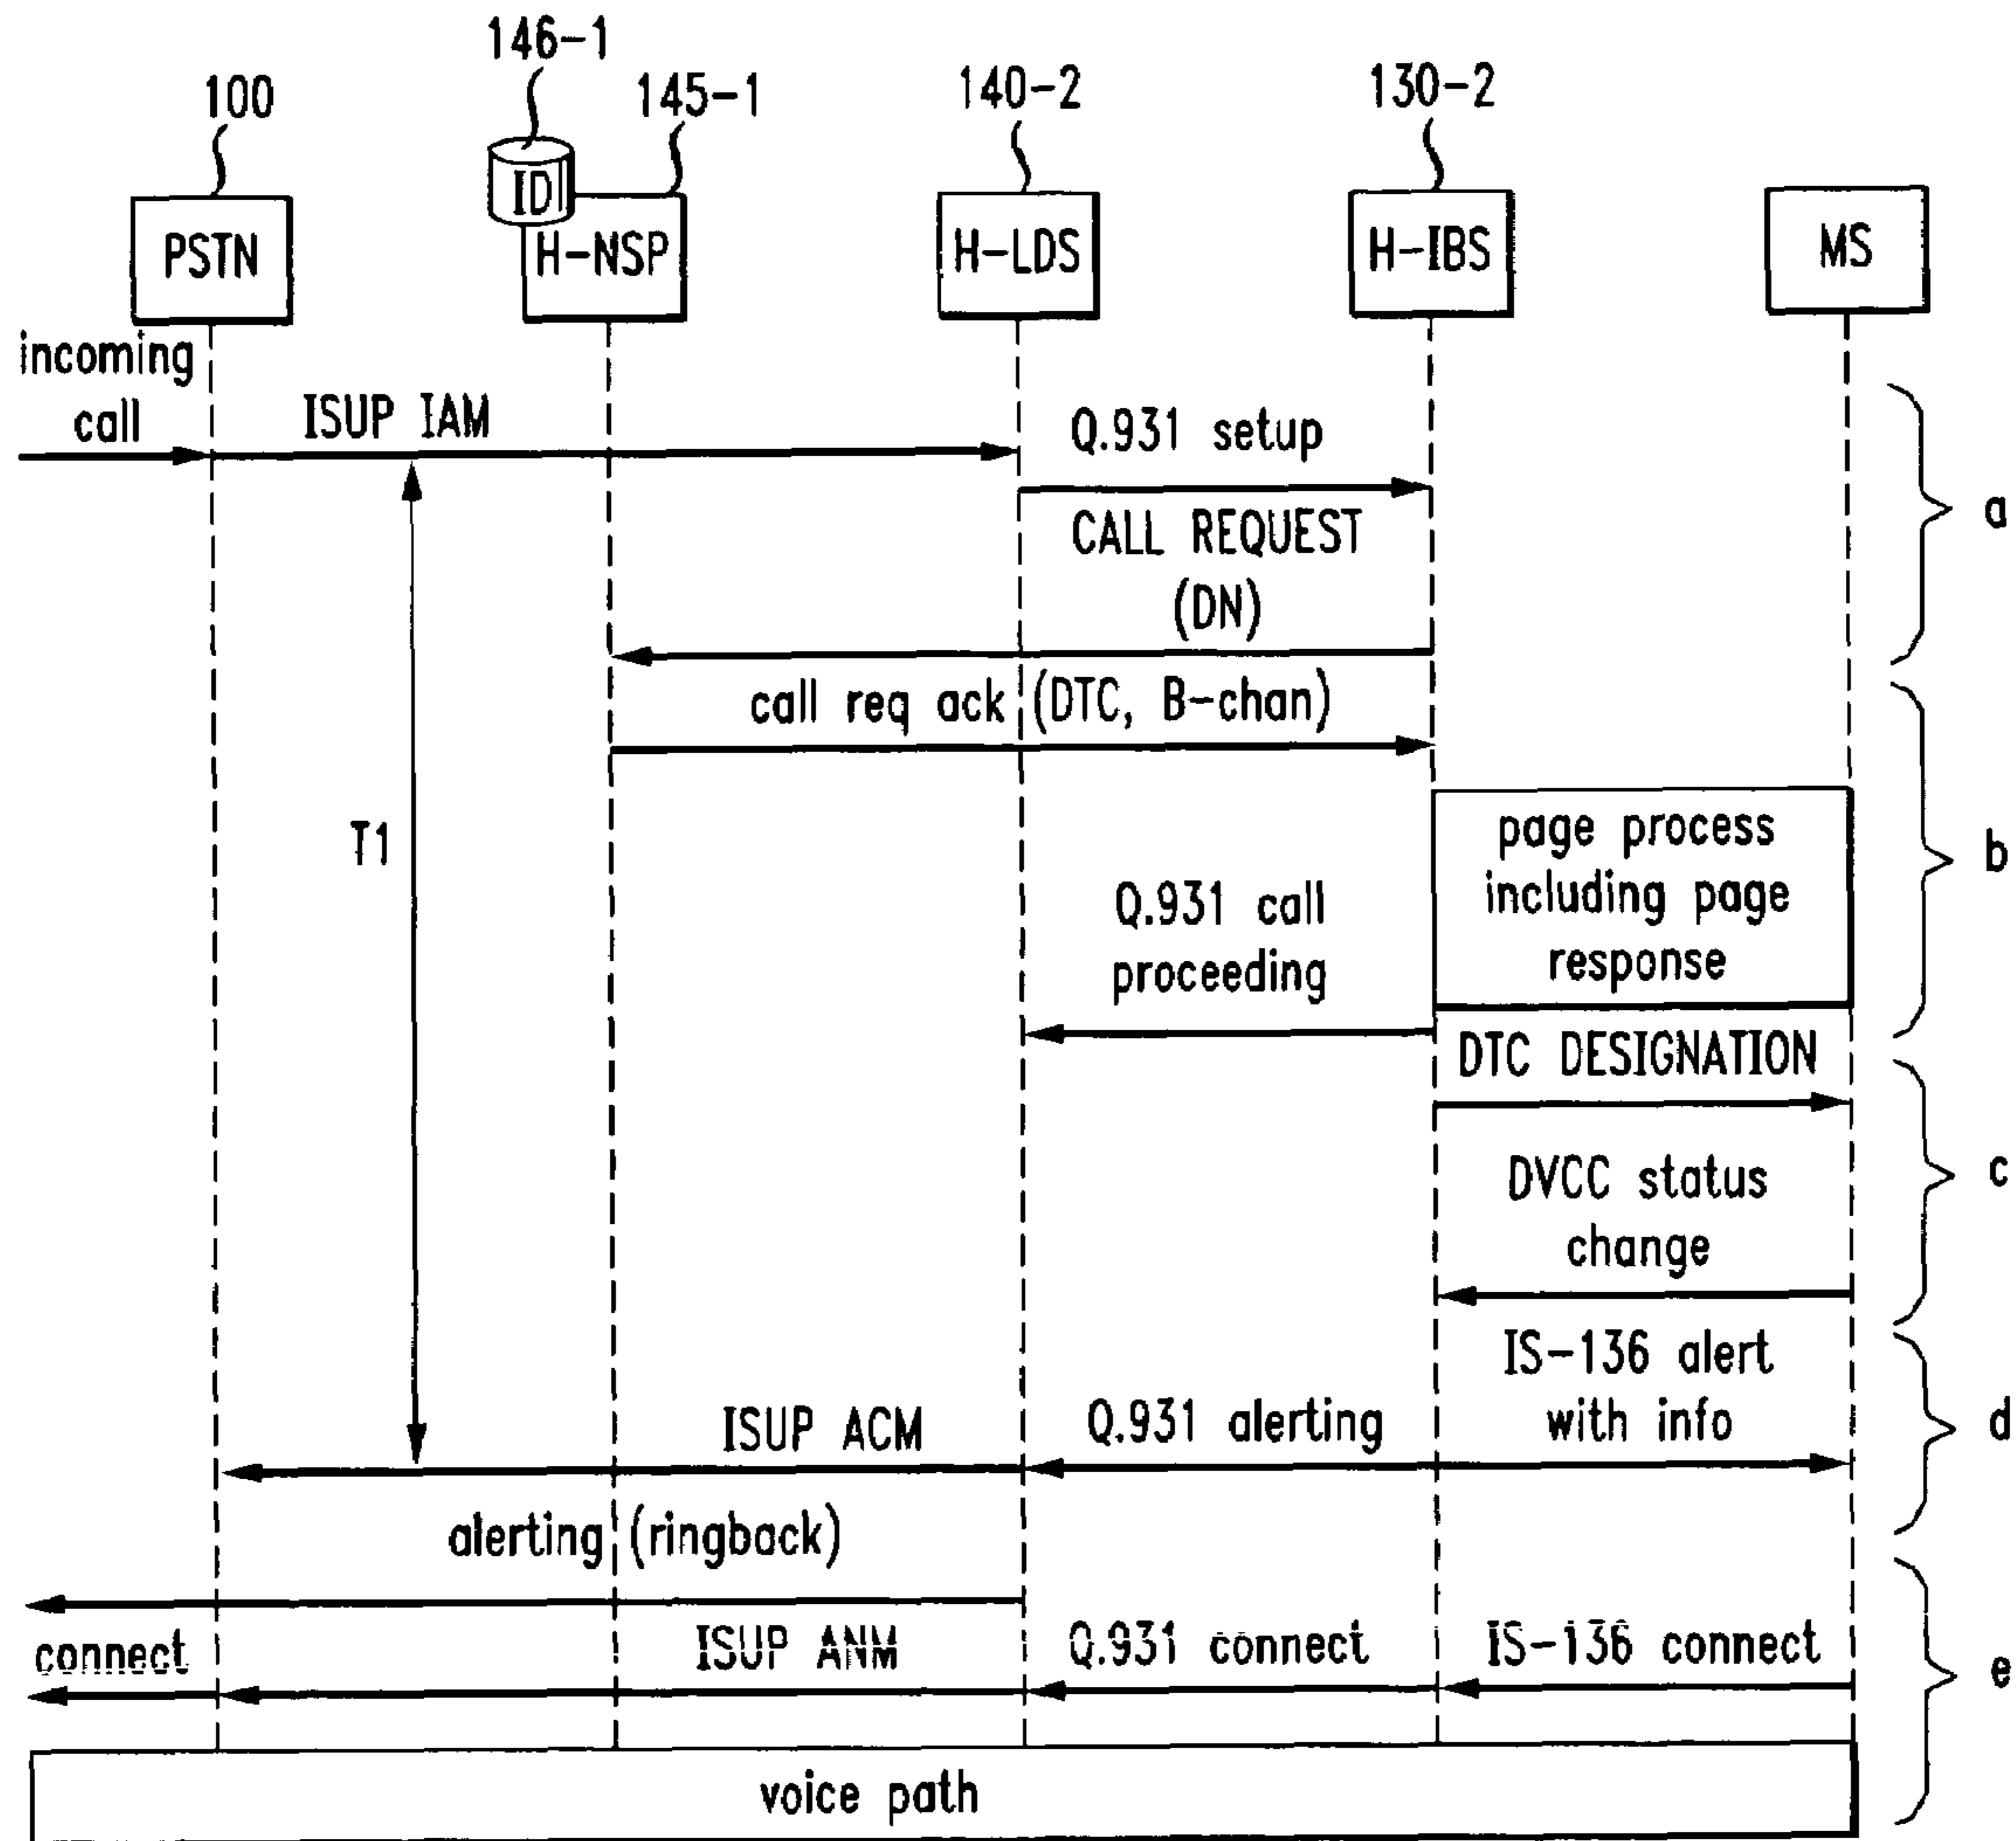 146-1
100
145-1
140-2
130-2
ID
PSTN
H-NSP
H-LDS
H-IBS
MS
incoming
call
ISUP IAM
Q.931 setup
CALL REQUEST
(DN)
a
call req ack (DTC, B-chan)
T1
page process
including page
response
b
Q.931 call
proceeding
DTC DESIGNATION
DVCC status
change
c
IS-136 alert
with info
ISUP ACM
Q.931 alerting
d
alerting (ringback)
connect
ISUP ANM
Q.931 connect
IS-136 connect
e
voice path